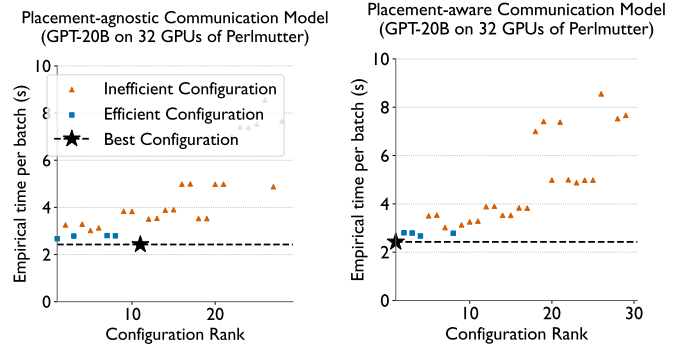 Placement-agnostic Communication Model
(GPT-20B on 32 GPUs of Perlmutter)
Empirical time per batch (s)
10
8
6
4
2
0
Inefficient Configuration
Efficient Configuration
Best Configuration
10
20
Configuration Rank
Placement-aware Communication Model
(GPT-20B on 32 GPUs of Perlmutter)
Empirical time per batch (s)
10
8
6
4
2
0
10
20
30
Configuration Rank